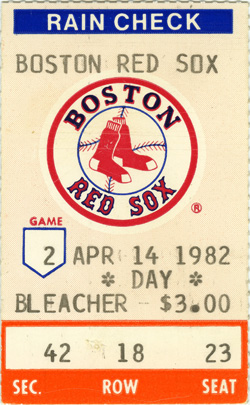 RAIN CHECK
BOSTON RED SOX
BOSTON
RED SOX
®
GAME
2 APR 14 1982
* DAY *
BLEACHER - $3.00
42 18 23
SEC. ROW SEAT